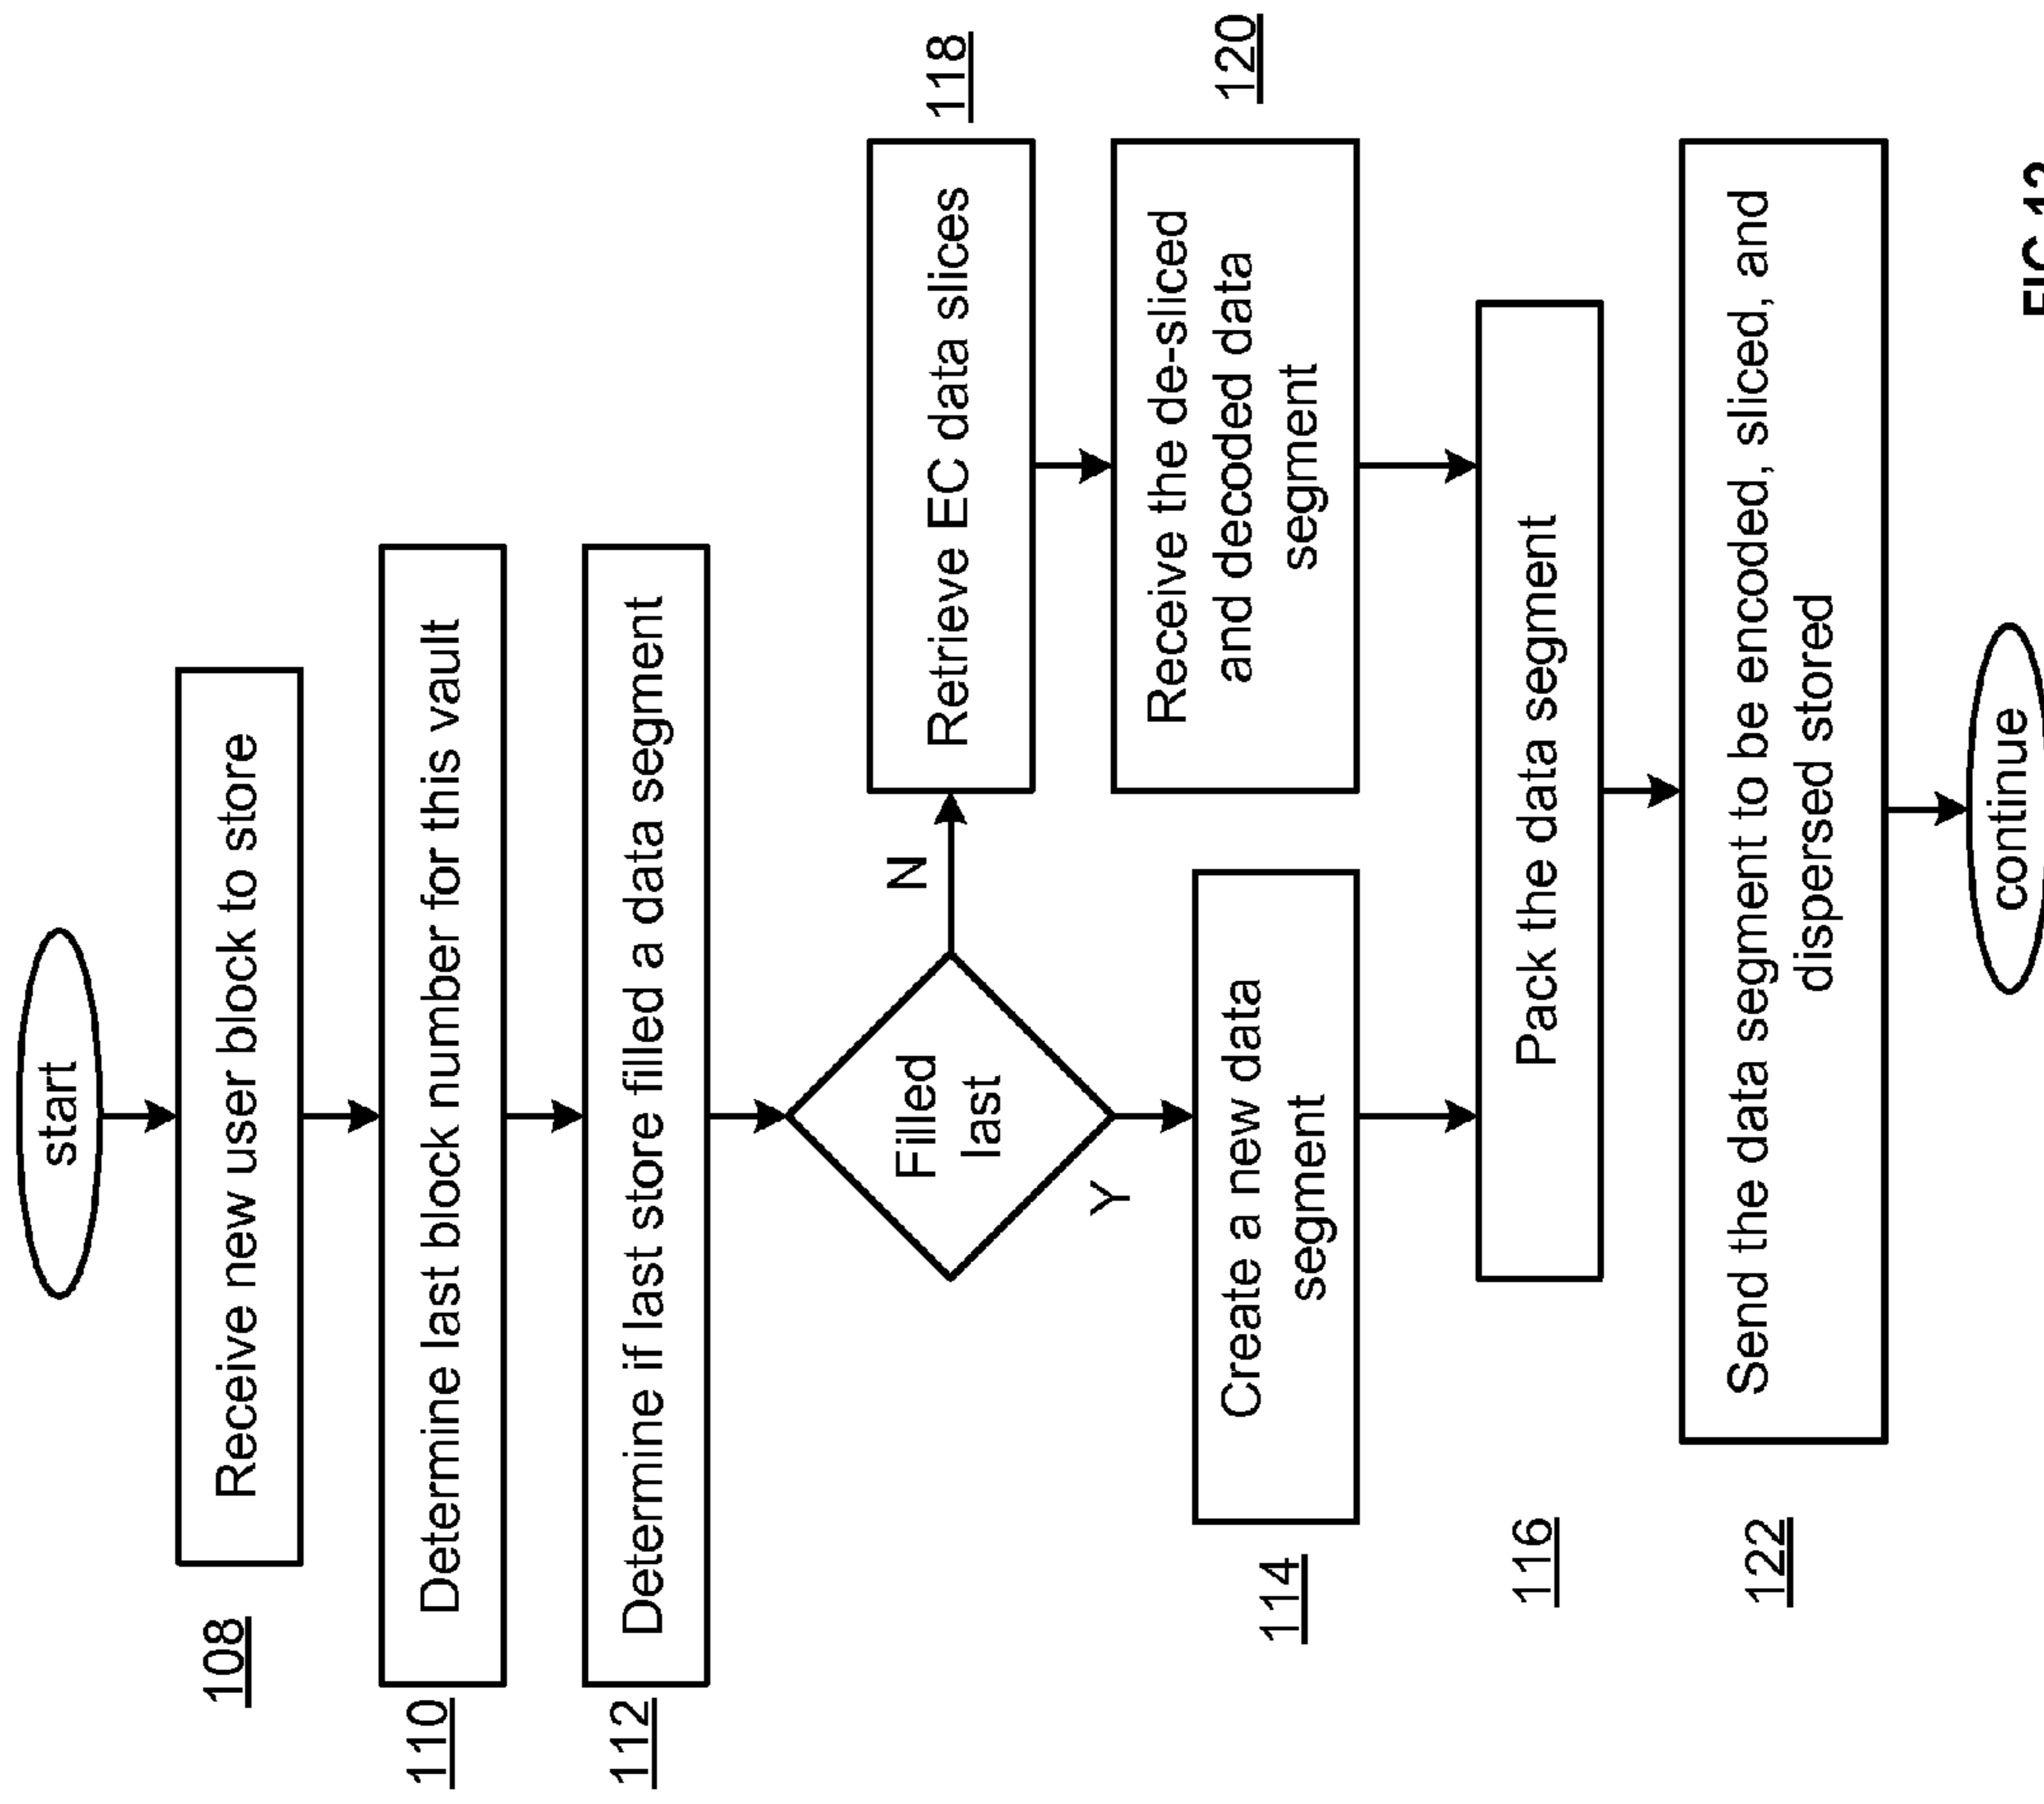 start
108
Receive new user block to store
110
Determine last block number for this vault
112
Determine if last store filled a data segment
Filled
last
N
Y
Retrieve EC data slices
118
Receive the de-sliced
and decoded data
segment
120
114
Create a new data
segment
116
Pack the data segment
122
Send the data segment to be encoded, sliced, and
dispersed stored
continue